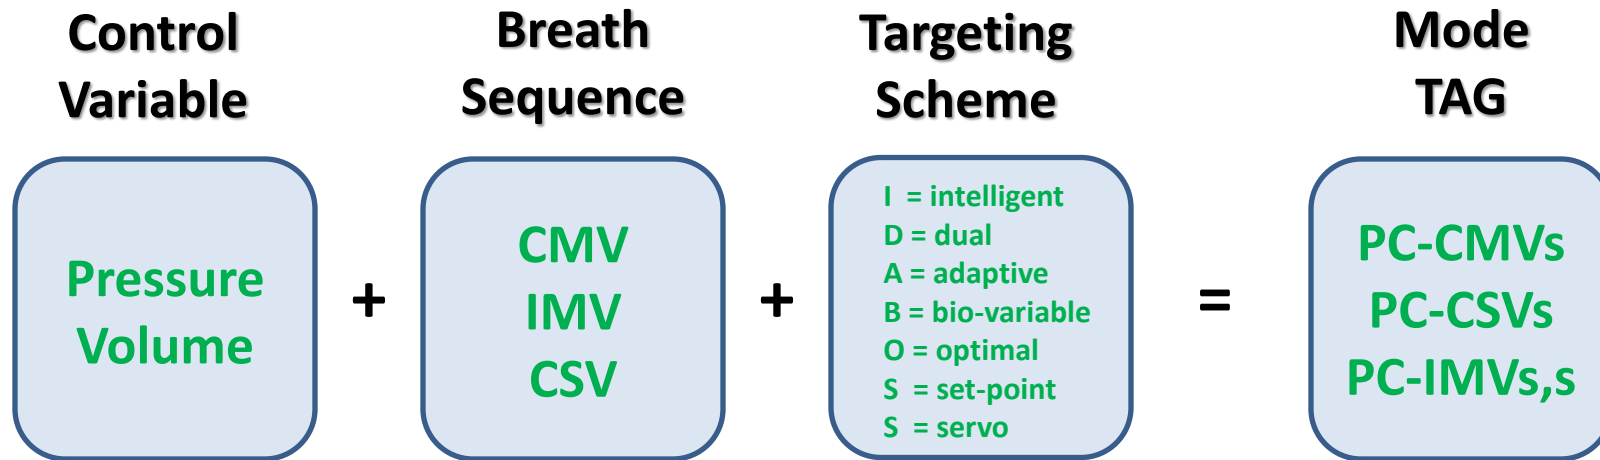 Control
Variable
Breath
Sequence
Targeting
Scheme
Mode
TAG
Pressure
Volume
+
CMV
IMV
CSV
+
I = intelligent
D = dual
A = adaptive
B = bio-variable
O = optimal
S = set-point
S = servo
=
PC-CMVs
PC-CSVs
PC-IMVs,s